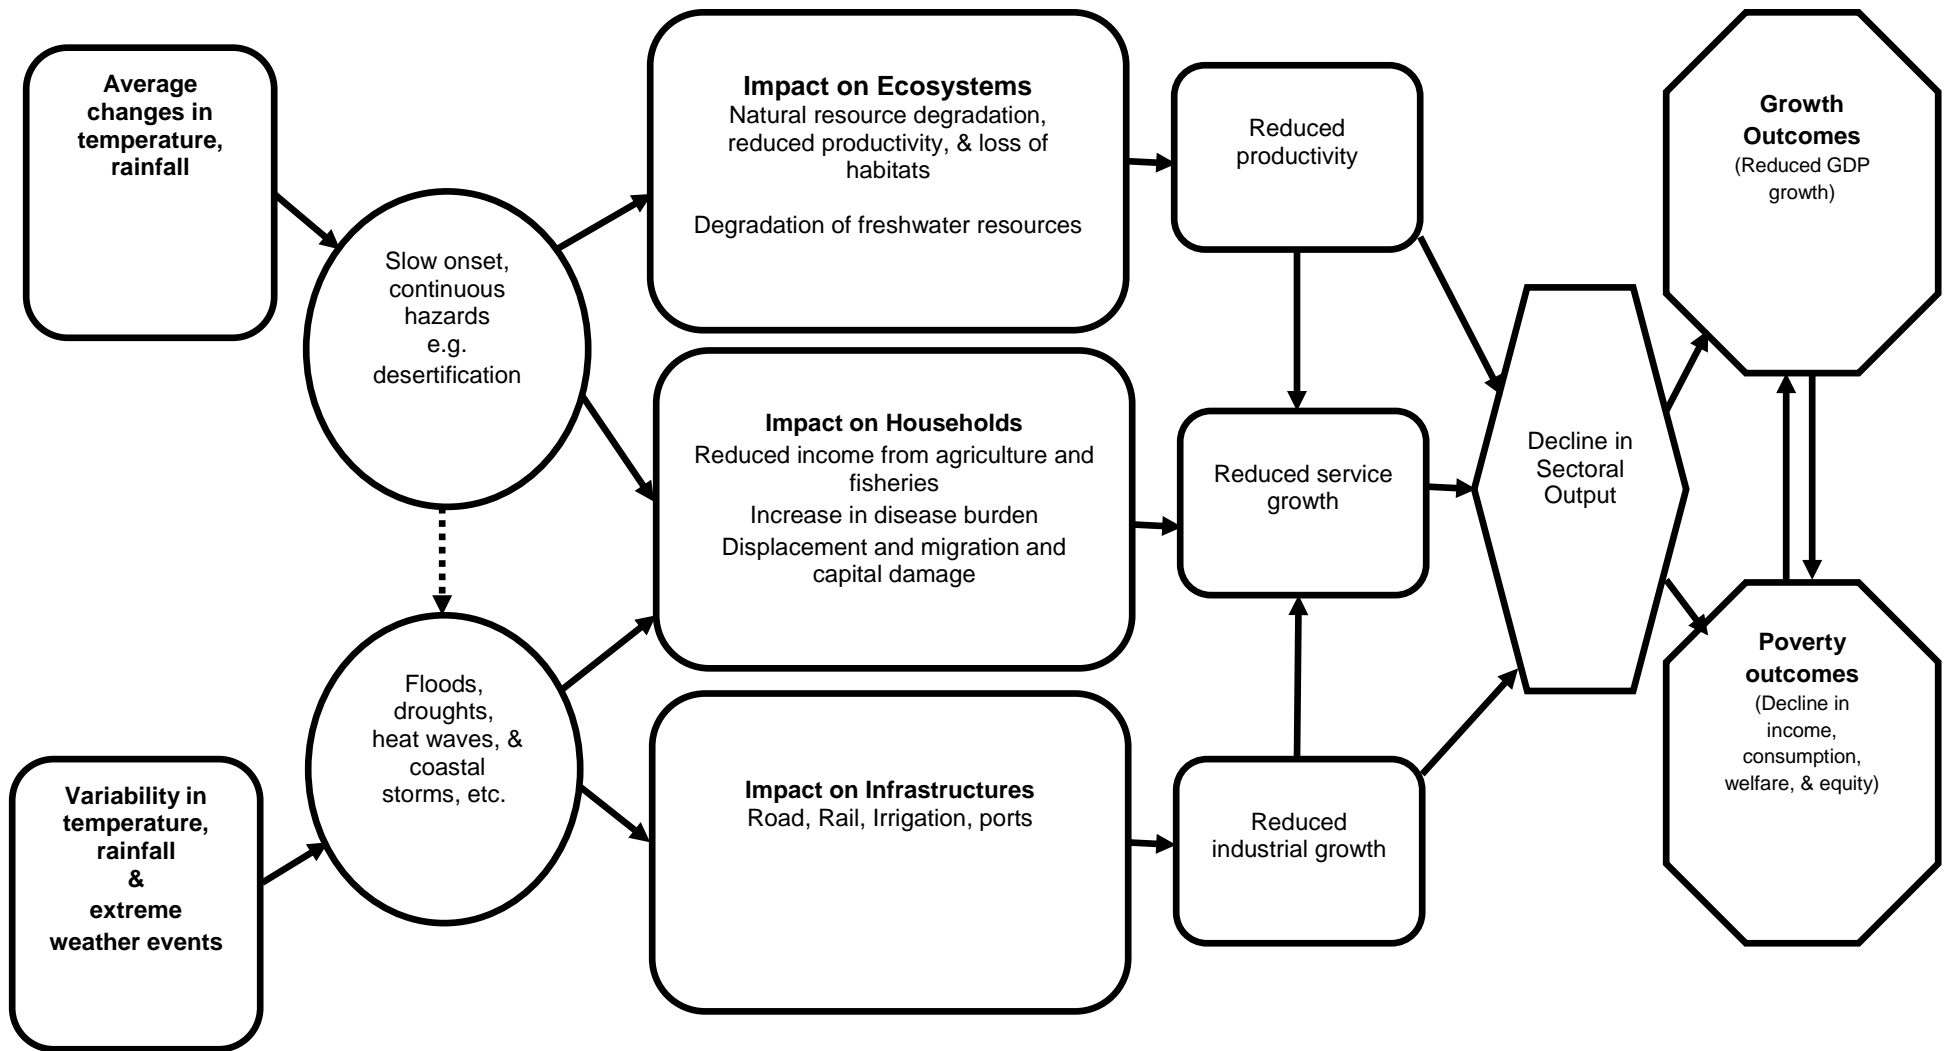 Average
changes in
temperature,
rainfall
Slow onset,
continuous
hazards
e.g.
desertification
Variability in
temperature,
rainfall
&
extreme
weather events
Floods,
droughts,
heat waves, &
coastal
storms, etc.
Impact on Ecosystems
Natural resource degradation,
reduced productivity, & loss of
habitats
Degradation of freshwater resources
Impact on Households
Reduced income from agriculture and
fisheries
Increase in disease burden
Displacement and migration and
capital damage
Impact on Infrastructures
Road, Rail, Irrigation, ports
Reduced
productivity
Reduced service
growth
Reduced
industrial growth
Decline in
Sectoral
Output
Growth
Outcomes
(Reduced GDP
growth)
Poverty
outcomes
(Decline in
income,
consumption,
welfare, & equity)